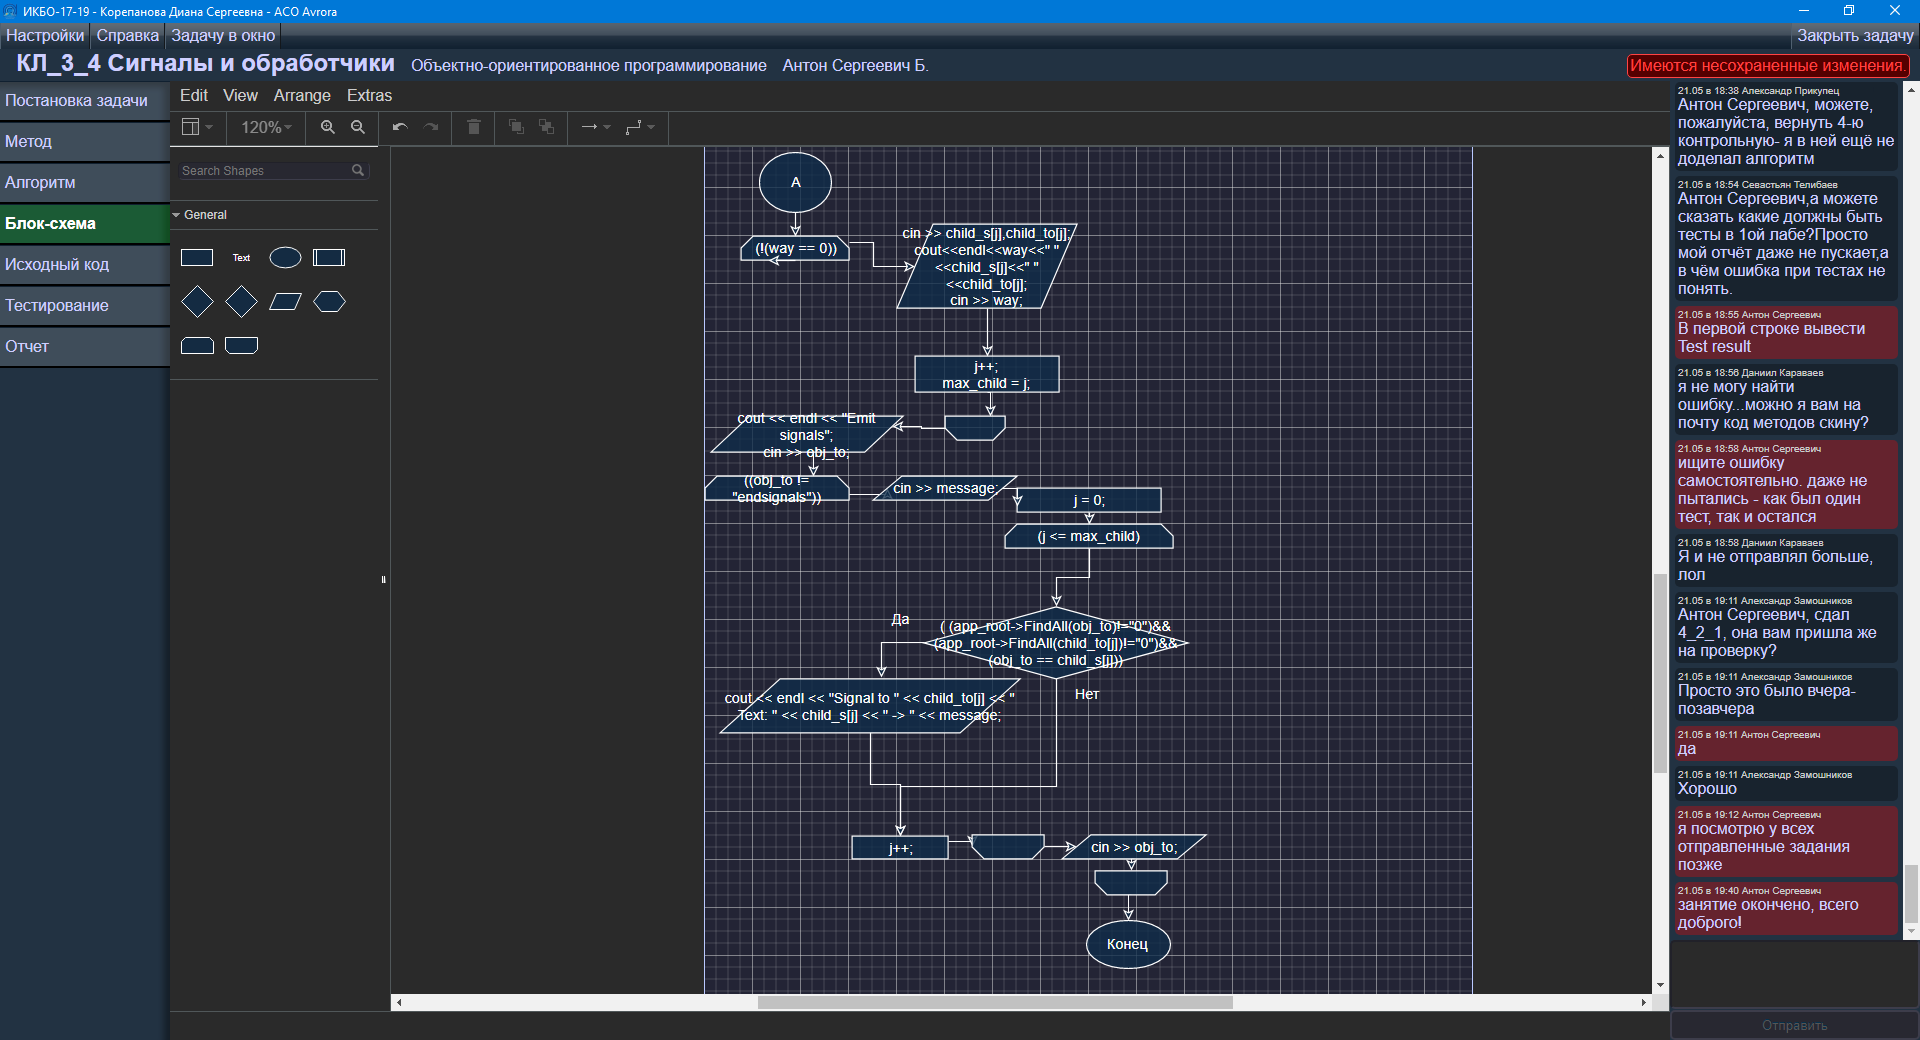 ИКБО-17-19 - Корепанова Диана Сергеевна - АСО Avrora
Настройки
Справка
Задачу в окно
Закрыть задачу
КЛ_3_4 Сигналы и обработчики
Объектно-ориентированное программирование
Антон Сергеевич Б.
Имеются несохраненные изменения.
Постановка задачи
Метод
Алгоритм
Блок-схема
Исходный код
Тестирование
Отчет
Edit
View
Arrange
Extras
120%
Search Shapes
General
Text
A
(!(way == 0))
cin >> child_s[j],child_to[j];
cout<<endl<<way<<" "
<<child_s[j]<<" "
<<child_to[j];
cin >> way;
j++;
max_child = j;
cout << endl << "Emit
signals";
cin >> obj_to;
((obj_to !=
"endsignals"))
cin >> message;
j = 0;
(j <= max_child)
Да
( (app_root->FindAll(obj_to)!="0")&&
(app_root->FindAll(child_to[j])!="0")&&
(obj_to == child_s[j]))
Нет
cout << endl << "Signal to " << child_to[j] << "
Text: " << child_s[j] << " -> " << message;
j++;
cin >> obj_to;
Конец
21.05 в 18:38 Александр Прикупец
Антон Сергеевич, можете,
пожалуйста, вернуть 4-ю
контрольную- я в ней ещё не
доделал алгоритм
21.05 в 18:54 Севастьян Телибаев
Антон Сергеевич,а можете
сказать какие должны быть
тесты в 1ой лабе?Просто
мой отчёт даже не пускает,а
в чём ошибка при тестах не
понять.
21.05 в 18:55 Антон Сергеевич
В первой строке вывести
Test result
21.05 в 18:56 Даниил Караваев
я не могу найти
ошибку...можно я вам на
почту код методов скину?
21.05 в 18:58 Антон Сергеевич
ищите ошибку
самостоятельно. даже не
пытались - как был один
тест, так и остался
21.05 в 18:58 Даниил Караваев
Я и не отправлял больше,
лол
21.05 в 19:11 Александр Замошников
Антон Сергеевич, сдал
4_2_1, она вам пришла же
на проверку?
21.05 в 19:11 Александр Замошников
Просто это было вчера-
позавчера
21.05 в 19:11 Антон Сергеевич
да
21.05 в 19:11 Александр Замошников
Хорошо
21.05 в 19:12 Антон Сергеевич
я посмотрю у всех
отправленные задания
позже
21.05 в 19:40 Антон Сергеевич
занятие окончено, всего
доброго!
Отправить